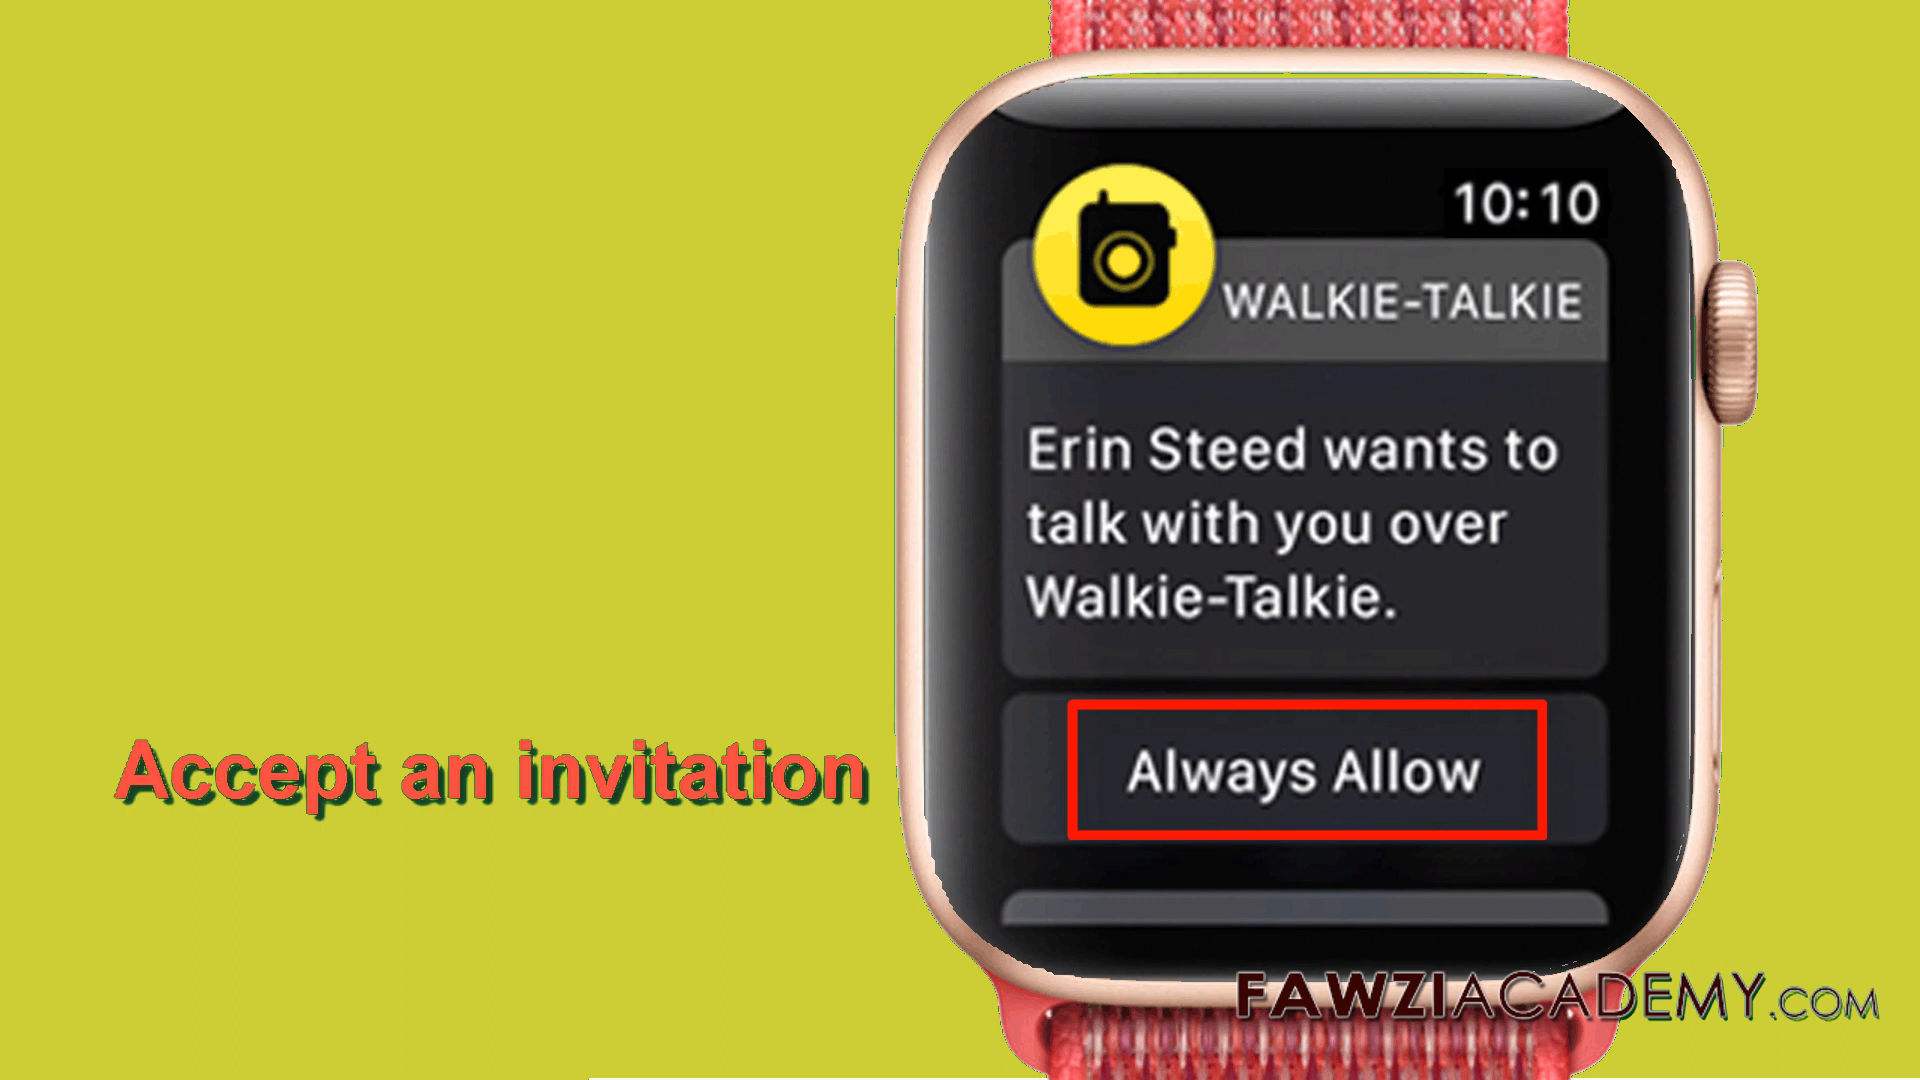 10:10
WALKIE-TALKIE
Erin Steed wants to
talk with you over
Walkie-Talkie.
Always Allow
Accept an invitation
FAWZIACADEMY.COM